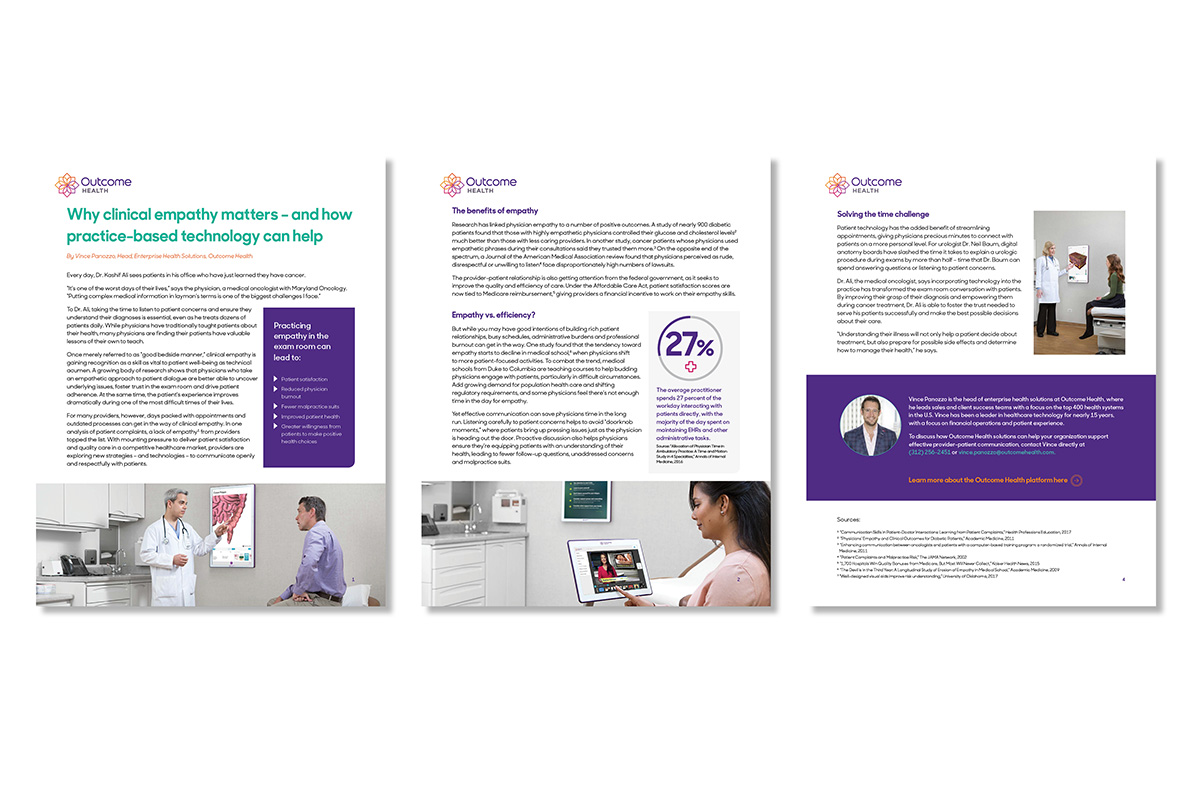 Outcome
HEALTH
Why clinical empathy matters – and how
practice-based technology can help
By Vince Panozzo, Head, Enterprise Health Solutions, Outcome Health
Every day, Dr. Kashif Ali sees patients in his office who have just learned they have cancer.
"It's one of the worst days of their lives," says the physician, a medical oncologist with Maryland Oncology.
"Putting complex medical information in layman's terms is one of the biggest challenges I face."
To Dr. Ali, taking the time to listen to patient concerns and ensure they
understand their diagnoses is essential, even as he treats dozens of
patients daily. While physicians have traditionally taught patients about
their health, many physicians are finding their patients have valuable
lessons of their own to teach.
Once merely referred to as "good bedside manner," clinical empathy is
gaining recognition as a skill as vital to patient well-being as technical
acumen. A growing body of research shows that physicians who take
an empathetic approach to patient dialogue are better able to uncover
underlying issues, foster trust in the exam room and drive patient
adherence. At the same time, the patient's experience improves
dramatically during one of the most difficult times of their lives.
For many providers, however, days packed with appointments and
outdated processes can get in the way of clinical empathy. In one
analysis of patient complaints, a lack of empathy¹ from providers
topped the list. With mounting pressure to deliver patient satisfaction
and quality care in a competitive healthcare market, providers are
exploring new strategies – and technologies – to communicate openly
and respectfully with patients.
Practicing
empathy in the
exam room can
lead to:
Patient satisfaction
Reduced physician
burnout
Fewer malpractice suits
Improved patient health
Greater willingness from
patients to make positive
health choices
1
Outcome
HEALTH
The benefits of empathy
Research has linked physician empathy to a number of positive outcomes. A study of nearly 900 diabetic
patients found that those with highly empathetic physicians controlled their glucose and cholesterol levels²
much better than those with less caring providers. In another study, cancer patients whose physicians used
empathetic phrases during their consultations said they trusted them more.³ On the opposite end of the
spectrum, a Journal of the American Medical Association review found that physicians perceived as rude,
disrespectful or unwilling to listen⁴ face disproportionately high numbers of lawsuits.
The provider-patient relationship is also getting attention from the federal government, as it seeks to
improve the quality and efficiency of care. Under the Affordable Care Act, patient satisfaction scores are
now tied to Medicare reimbursement,⁵ giving providers a financial incentive to work on their empathy skills.
Empathy vs. efficiency?
But while you may have good intentions of building rich patient
relationships, busy schedules, administrative burdens and professional
burnout can get in the way. One study found that the tendency toward
empathy starts to decline in medical school,⁶ when physicians shift
to more patient-focused activities. To combat the trend, medical
schools from Duke to Columbia are teaching courses to help budding
physicians engage with patients, particularly in difficult circumstances.
Add growing demand for population health care and shifting
regulatory requirements, and some physicians feel there's not enough
time in the day for empathy.
Yet effective communication can save physicians time in the long
run. Listening carefully to patient concerns helps to avoid "doorknob
moments," where patients bring up pressing issues just as the physician
is heading out the door. Proactive discussion also helps physicians
ensure they're equipping patients with an understanding of their
health, leading to fewer follow-up questions, unaddressed concerns
and malpractice suits.
27%
The average practitioner
spends 27 percent of the
workday interacting with
patients directly, with the
majority of the day spent on
maintaining EHRs and other
administrative tasks.
Source: "Allocation of Physician Time in
Ambulatory Practice: A Time and Motion
Study in 4 Specialties," Annals of Internal
Medicine, 2016
2
Outcome
HEALTH
Solving the time challenge
Patient technology has the added benefit of streamlining
appointments, giving physicians precious minutes to connect with
patients on a more personal level. For urologist Dr. Neil Baum, digital
anatomy boards have slashed the time it takes to explain a urologic
procedure during exams by more than half – time that Dr. Baum can
spend answering questions or listening to patient concerns.
Dr. Ali, the medical oncologist, says incorporating technology into the
practice has transformed the exam room conversation with patients.
By improving their grasp of their diagnosis and empowering them
during cancer treatment, Dr. Ali is able to foster the trust needed to
serve his patients successfully and make the best possible decisions
about their care.
"Understanding their illness will not only help a patient decide about
treatment, but also prepare for possible side effects and determine
how to manage their health," he says.
Vince Panozzo is the head of enterprise health solutions at Outcome Health, where
he leads sales and client success teams with a focus on the top 400 health systems
in the U.S. Vince has been a leader in healthcare technology for nearly 15 years,
with a focus on financial operations and patient experience.
To discuss how Outcome Health solutions can help your organization support
effective provider-patient communication, contact Vince directly at
(312) 256-2451 or vince.panozzo@outcomehealth.com.
Learn more about the Outcome Health platform here
Sources:
¹ "Communication Skills in Patient-Doctor Interactions: Learning from Patient Complaints," Health Professions Education, 2017
² "Physicians' Empathy and Clinical Outcomes for Diabetic Patients," Academic Medicine, 2011
³ "Enhancing communication between oncologists and patients with a computer-based training program: a randomized trial," Annals of Internal
Medicine, 2011
⁴ "Patient Complaints and Malpractice Risk," The JAMA Network, 2002
⁵ "1,700 Hospitals Win Quality Bonuses From Medicare, But Most Will Never Collect," Kaiser Health News, 2015
⁶ "The Devil is in the Third Year: A Longitudinal Study of Erosion of Empathy in Medical School," Academic Medicine, 2009
⁷ "Well-designed visual aids improve risk understanding," University of Oklahoma, 2017
4